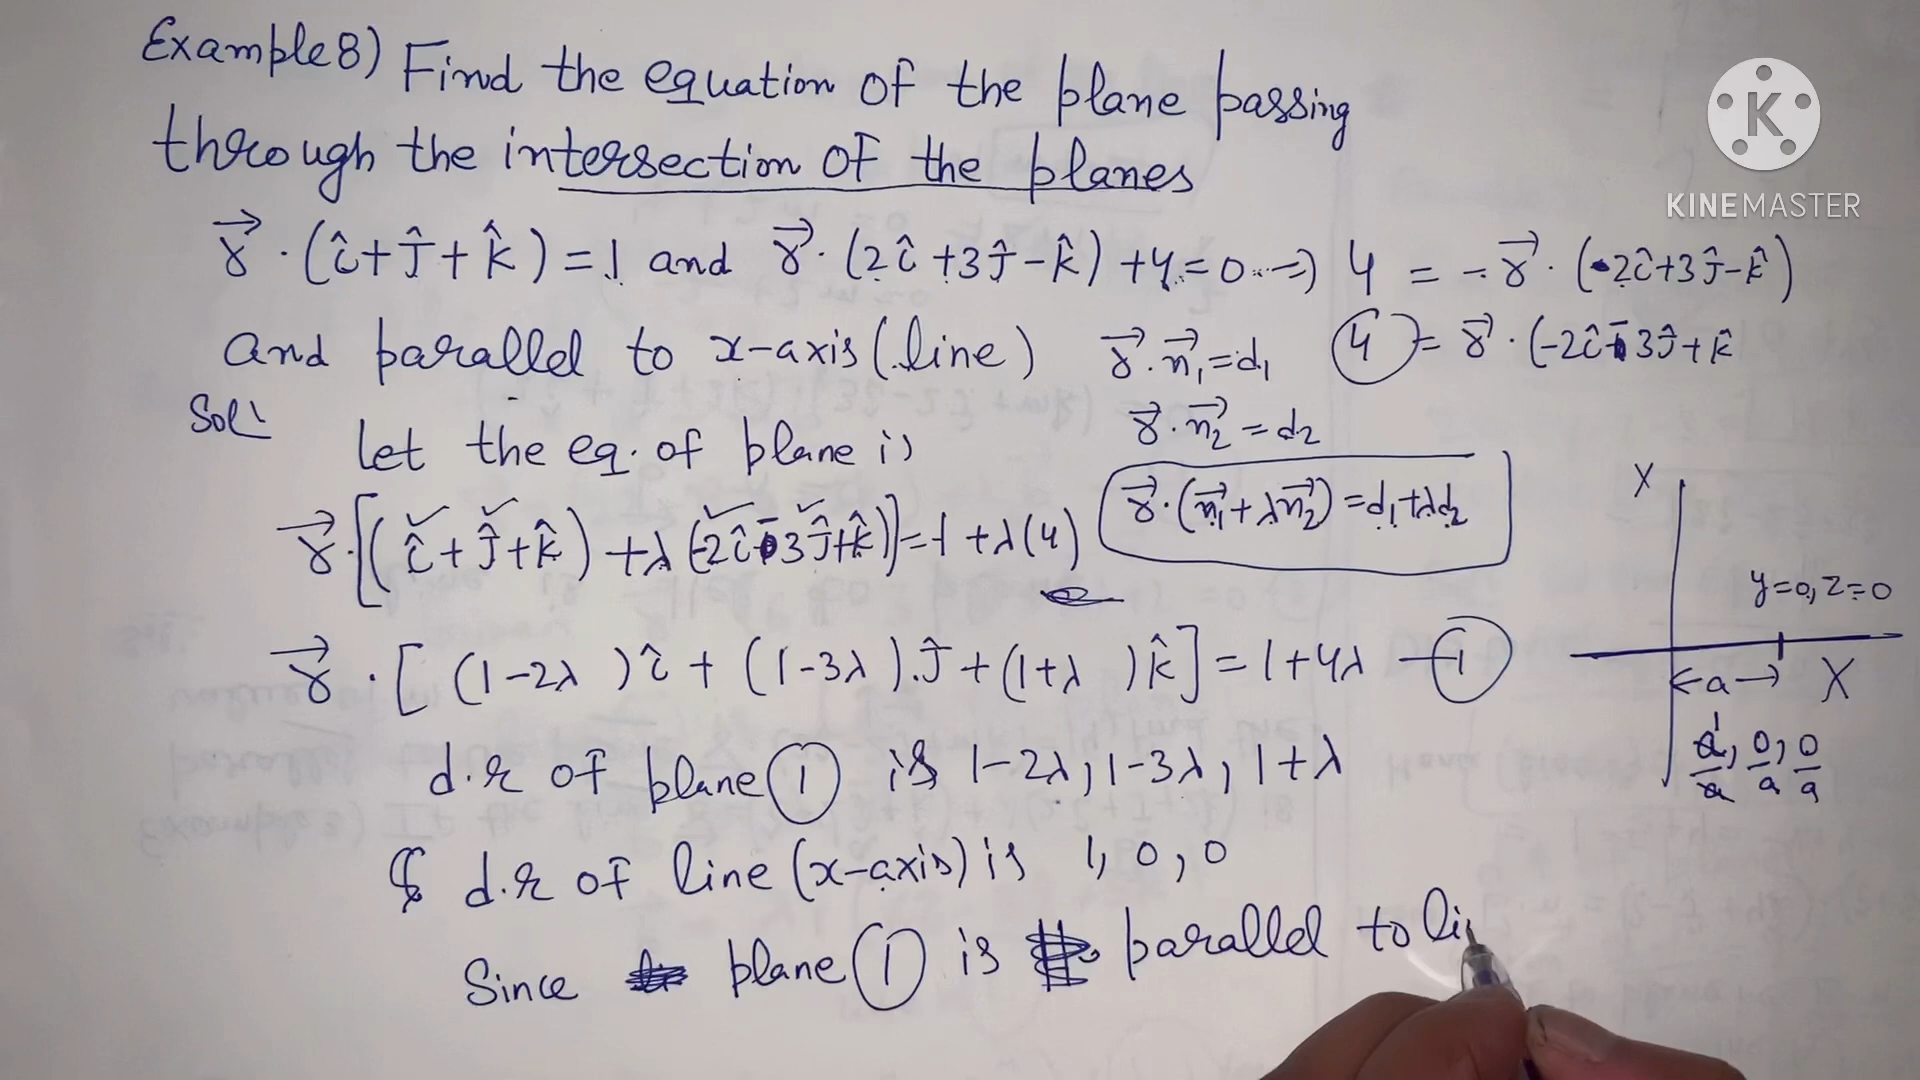 Example 8) Find the equation of the plane passing
through the intersection of the planes
r⃗ · (î + ĵ + k̂) = 1 and r⃗ · (2î + 3ĵ - k̂) + 4 = 0 ⇒ 4 = - r⃗ · (2î + 3ĵ - k̂)
4 = r⃗ · (-2î - 3ĵ + k̂
and parallel to x-axis (line)
r⃗ · n⃗₁ = d₁
r⃗ · n⃗₂ = d₂
r⃗ · (n⃗₁ + λn⃗₂) = d₁ + λd₂
Sol:
Let the eq. of plane is
r⃗ · [(î + ĵ + k̂) + λ(-2î - 3ĵ + k̂)] = 1 + λ(4)
r⃗ · [(1-2λ)î + (1-3λ).ĵ + (1+λ)k̂] = 1+4λ — 1
d.r of plane 1 is 1-2λ, 1-3λ, 1+λ
& d.r of line (x-axis) is 1, 0, 0
Since plane 1 is parallel to li
Y
y=0, z=0
←a→ X
1
a/a, 0/a, 0/a
K
KINEMASTER